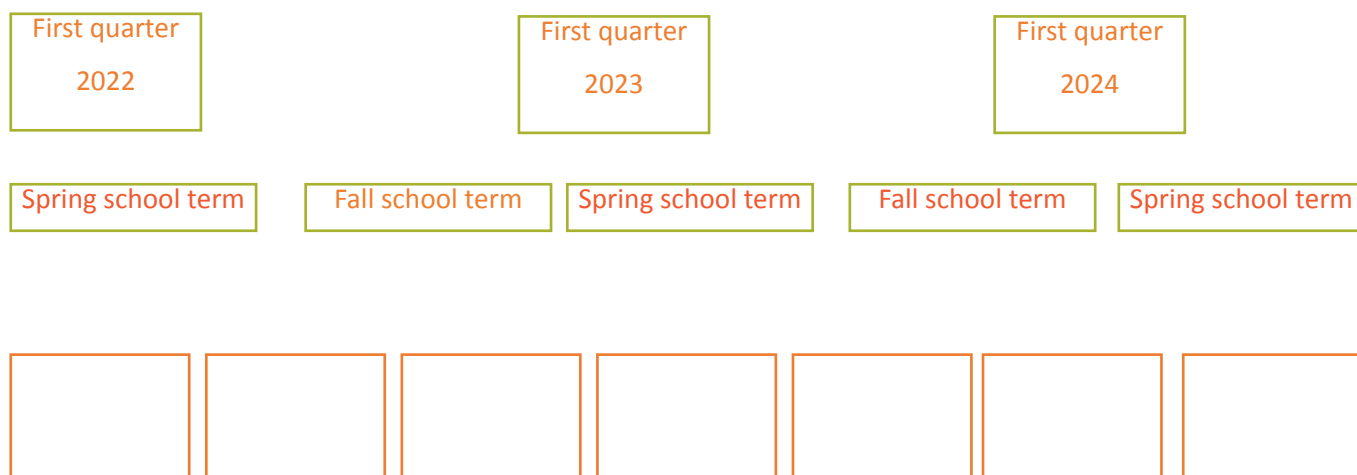 First quarter
2022
First quarter
2023
First quarter
2024
Spring school term
Fall school term
Spring school term
Fall school term
Spring school term